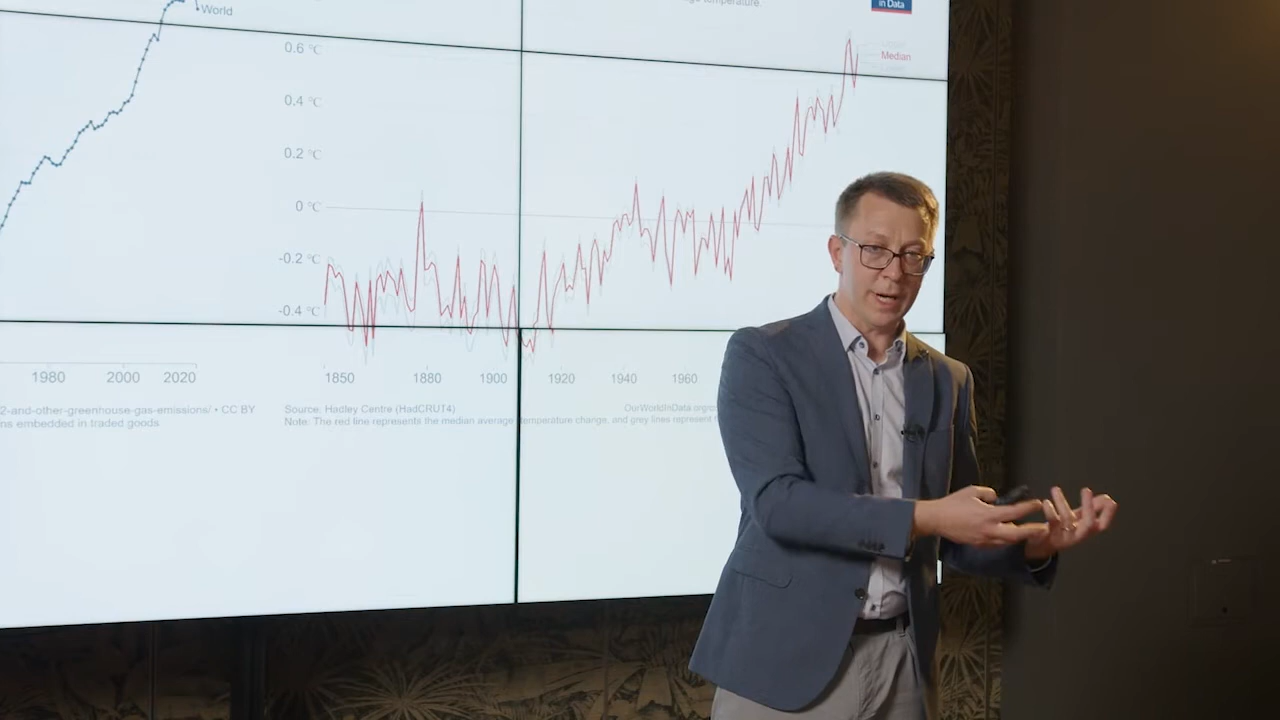 World
temperature.
in Data
0.6 °C
Median
0.4 °C
0.2 °C
0 °C
-0.2 °C
-0.4 °C
1980 2000 2020
1850 1880 1900 1920 1940 1960
2-and-other-greenhouse-gas-emissions/ • CC BY
ns embedded in traded goods.
Source: Hadley Centre (HadCRUT4)
OurWorldInData.org/c
Note: The red line represents the median average temperature change, and grey lines represent